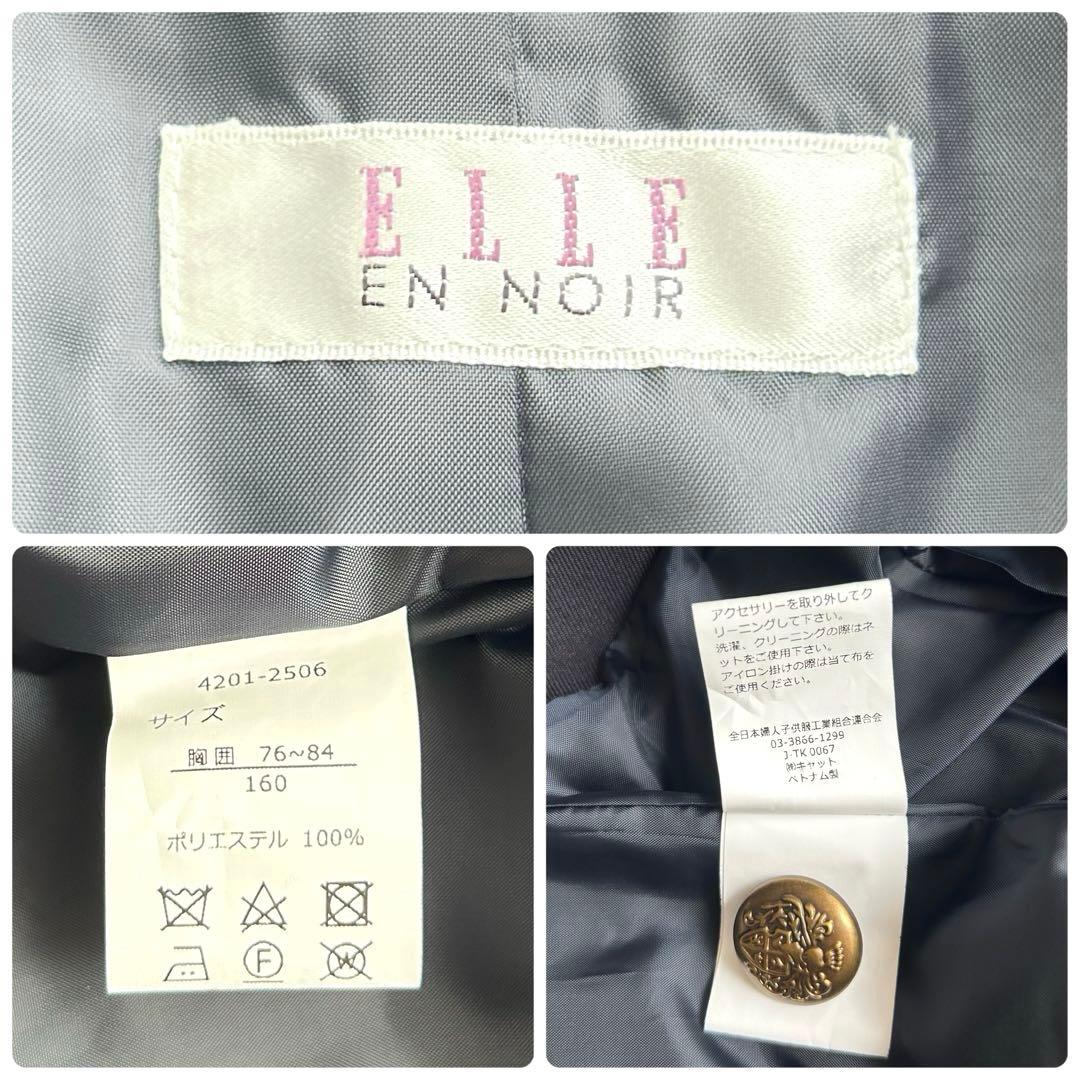 ELLE
EN NOIR
4201-2506
サイズ
胸囲 76~84
160
ポリエステル 100%
F
W
アクセサリーを取り外してク
リーニングして下さい。
洗濯、クリーニングの際はネ
ットをご使用下さい。
アイロン掛けの際は当て布を
ご使用ください。
全日本婦人子供服工業組合連合会
03-3866-1299
J-TK 0067
㈱キャット
ベトナム製